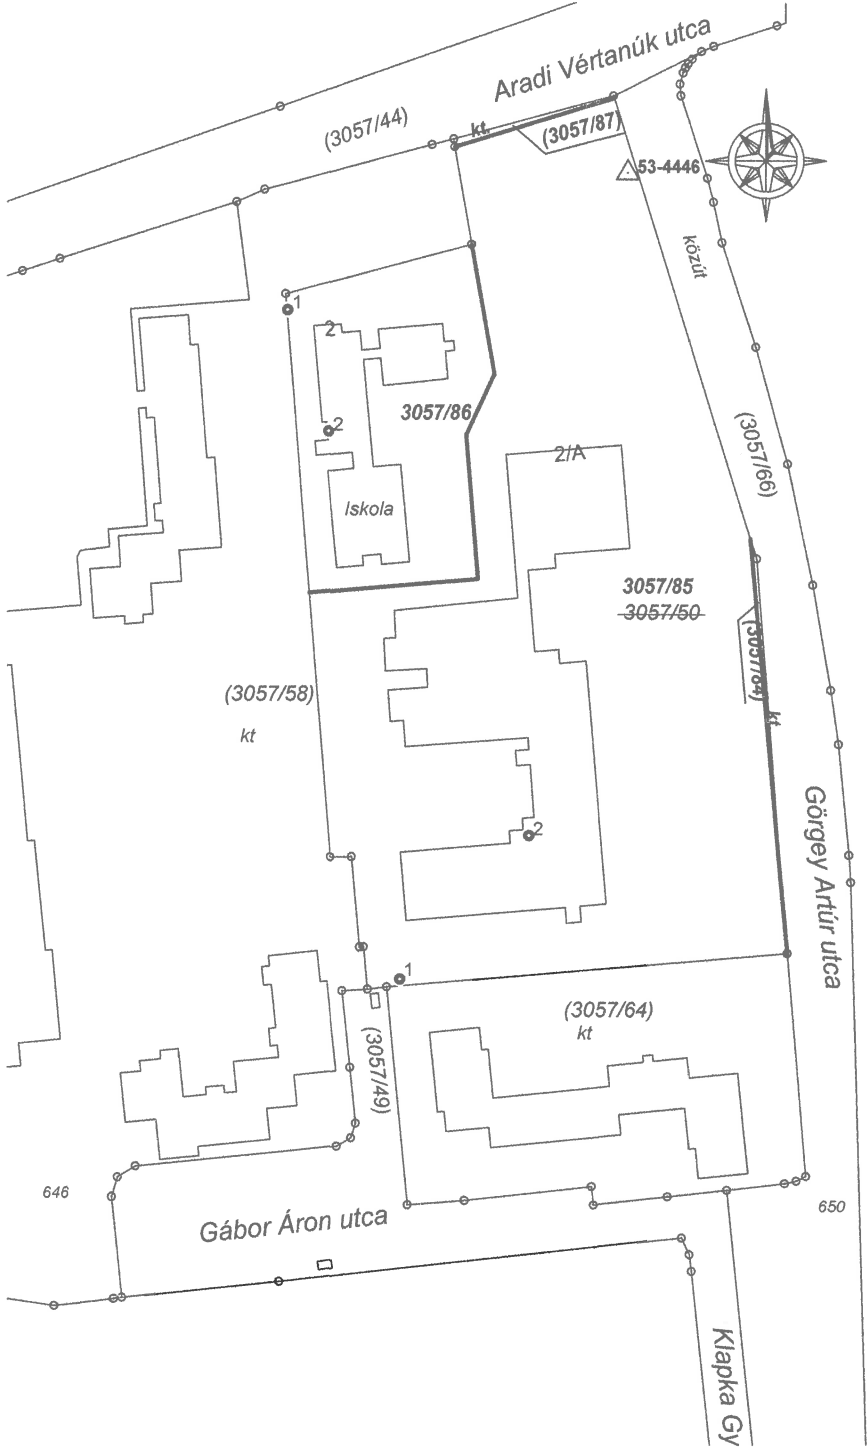 Aradi Vértanúk utca
(3057/44)
kt.
(3057/87)
53-4446
közút
1
2
3057/86
2
(3057/66)
2/A
Iskola
3057/85
3057/50
(3057/84)
kt
(3057/58)
kt
2
Görgey Artúr utca
1
(3057/64)
kt
(3057/49)
646
650
Gábor Áron utca
Klapka Gy